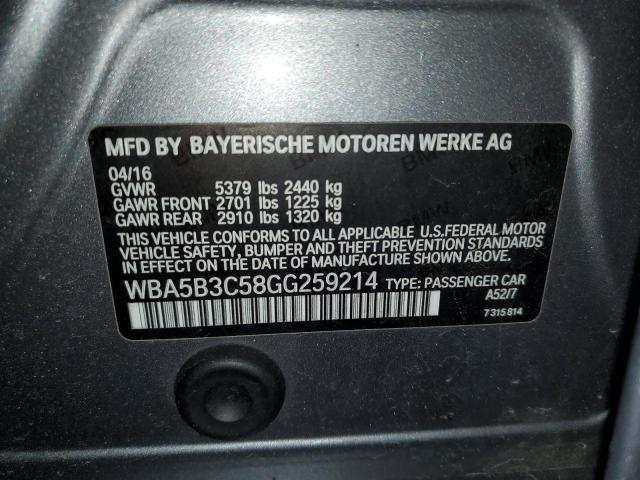 MFD BY BAYERISCHE MOTOREN WERKE AG
04/16
GVWR 5379 lbs 2440 kg
GAWR FRONT 2701 lbs 1225 kg
GAWR REAR 2910 lbs 1320 kg
THIS VEHICLE CONFORMS TO ALL APPLICABLE U.S.FEDERAL MOTOR
VEHICLE SAFETY, BUMPER AND THEFT PREVENTION STANDARDS
IN EFFECT ON THE DATE OF MANUFACTURE SHOWN ABOVE.
WBA5B3C58GG259214 TYPE: PASSENGER CAR
A52/7
7315814